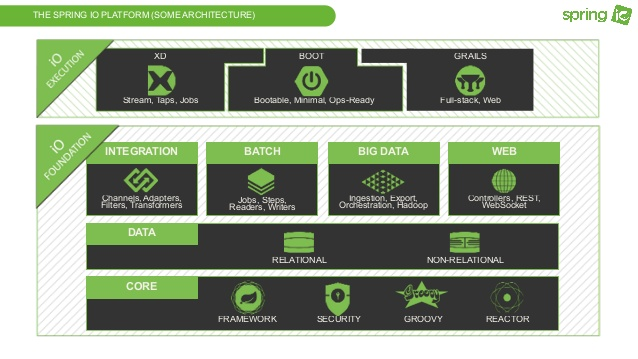 THE SPRING IO PLATFORM (SOME ARCHITECTURE)
spring io
iO
EXECUTION
XD
Stream, Taps, Jobs
BOOT
Bootable, Minimal, Ops-Ready
GRAILS
Full-stack, Web
iO
FOUNDATION
INTEGRATION
Channels, Adapters,
Filters, Transformers
BATCH
Jobs, Steps,
Readers, Writers
BIG DATA
Ingestion, Export,
Orchestration, Hadoop
WEB
Controllers, REST,
WebSocket
DATA
RELATIONAL
NON-RELATIONAL
CORE
FRAMEWORK
SECURITY
Groovy
GROOVY
REACTOR